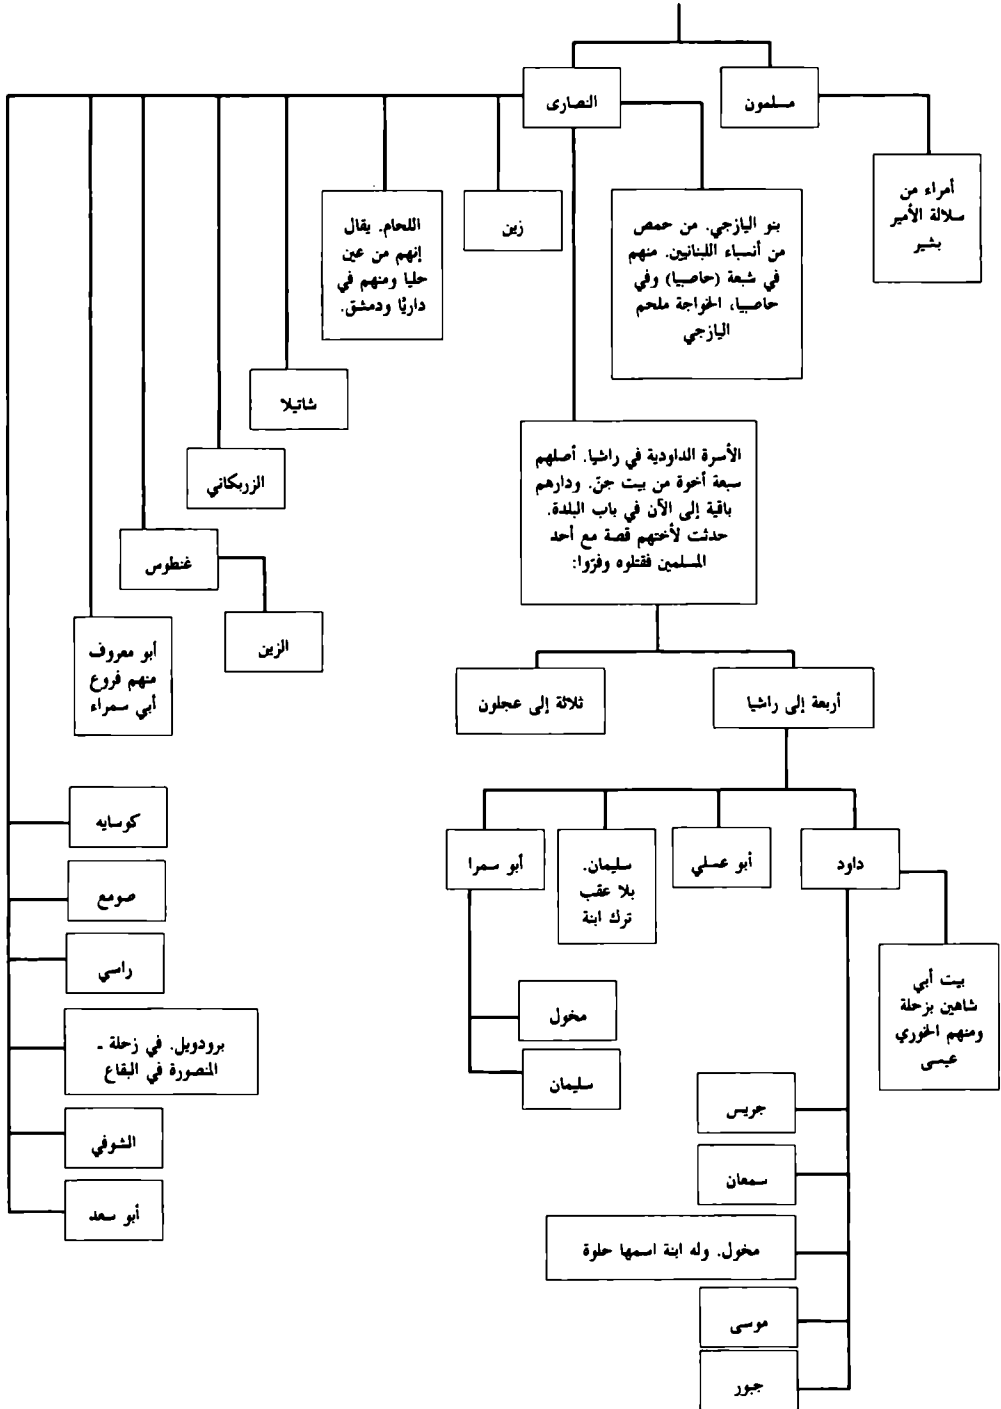 مسلمون
النصارى
أمراء من
سلالة الأمير
بشير
بنو اليازجي. من حمص
من أنسباء اللبنانيين. منهم
في شبعة (حاصبيا) وفي
حاصبيا، الخواجة ملحم
اليازجي
زين
اللحام. يقال
إنهم من عين
حليا ومنهم في
داريّا ودمشق.
شاتيلا
الزربكاني
غنطوس
الزين
أبو معروف
منهم فروع
أبي سمراء
الأسرة الداودية في راشيا. أصلهم
سبعة أخوة من بيت جنّ. ودارهم
باقية إلى الآن في باب البلدة.
حدثت لأختهم قصة مع أحد
المسلمين فقتلوه وفرّوا:
أربعة إلى راشيا
ثلاثة إلى عجلون
داود
أبو عسلي
سليمان.
بلا عقب
ترك ابنة
أبو سمرا
بيت أبي
شاهين بزحلة
ومنهم الخوري
عيسى
مخول
سليمان
جريس
سمعان
مخول. وله ابنة اسمها حلوة
موسى
جبور
كوسايه
صومع
راسي
برودويل. في زحلة ـ
المنصورة في البقاع
الشوفي
أبو سعد